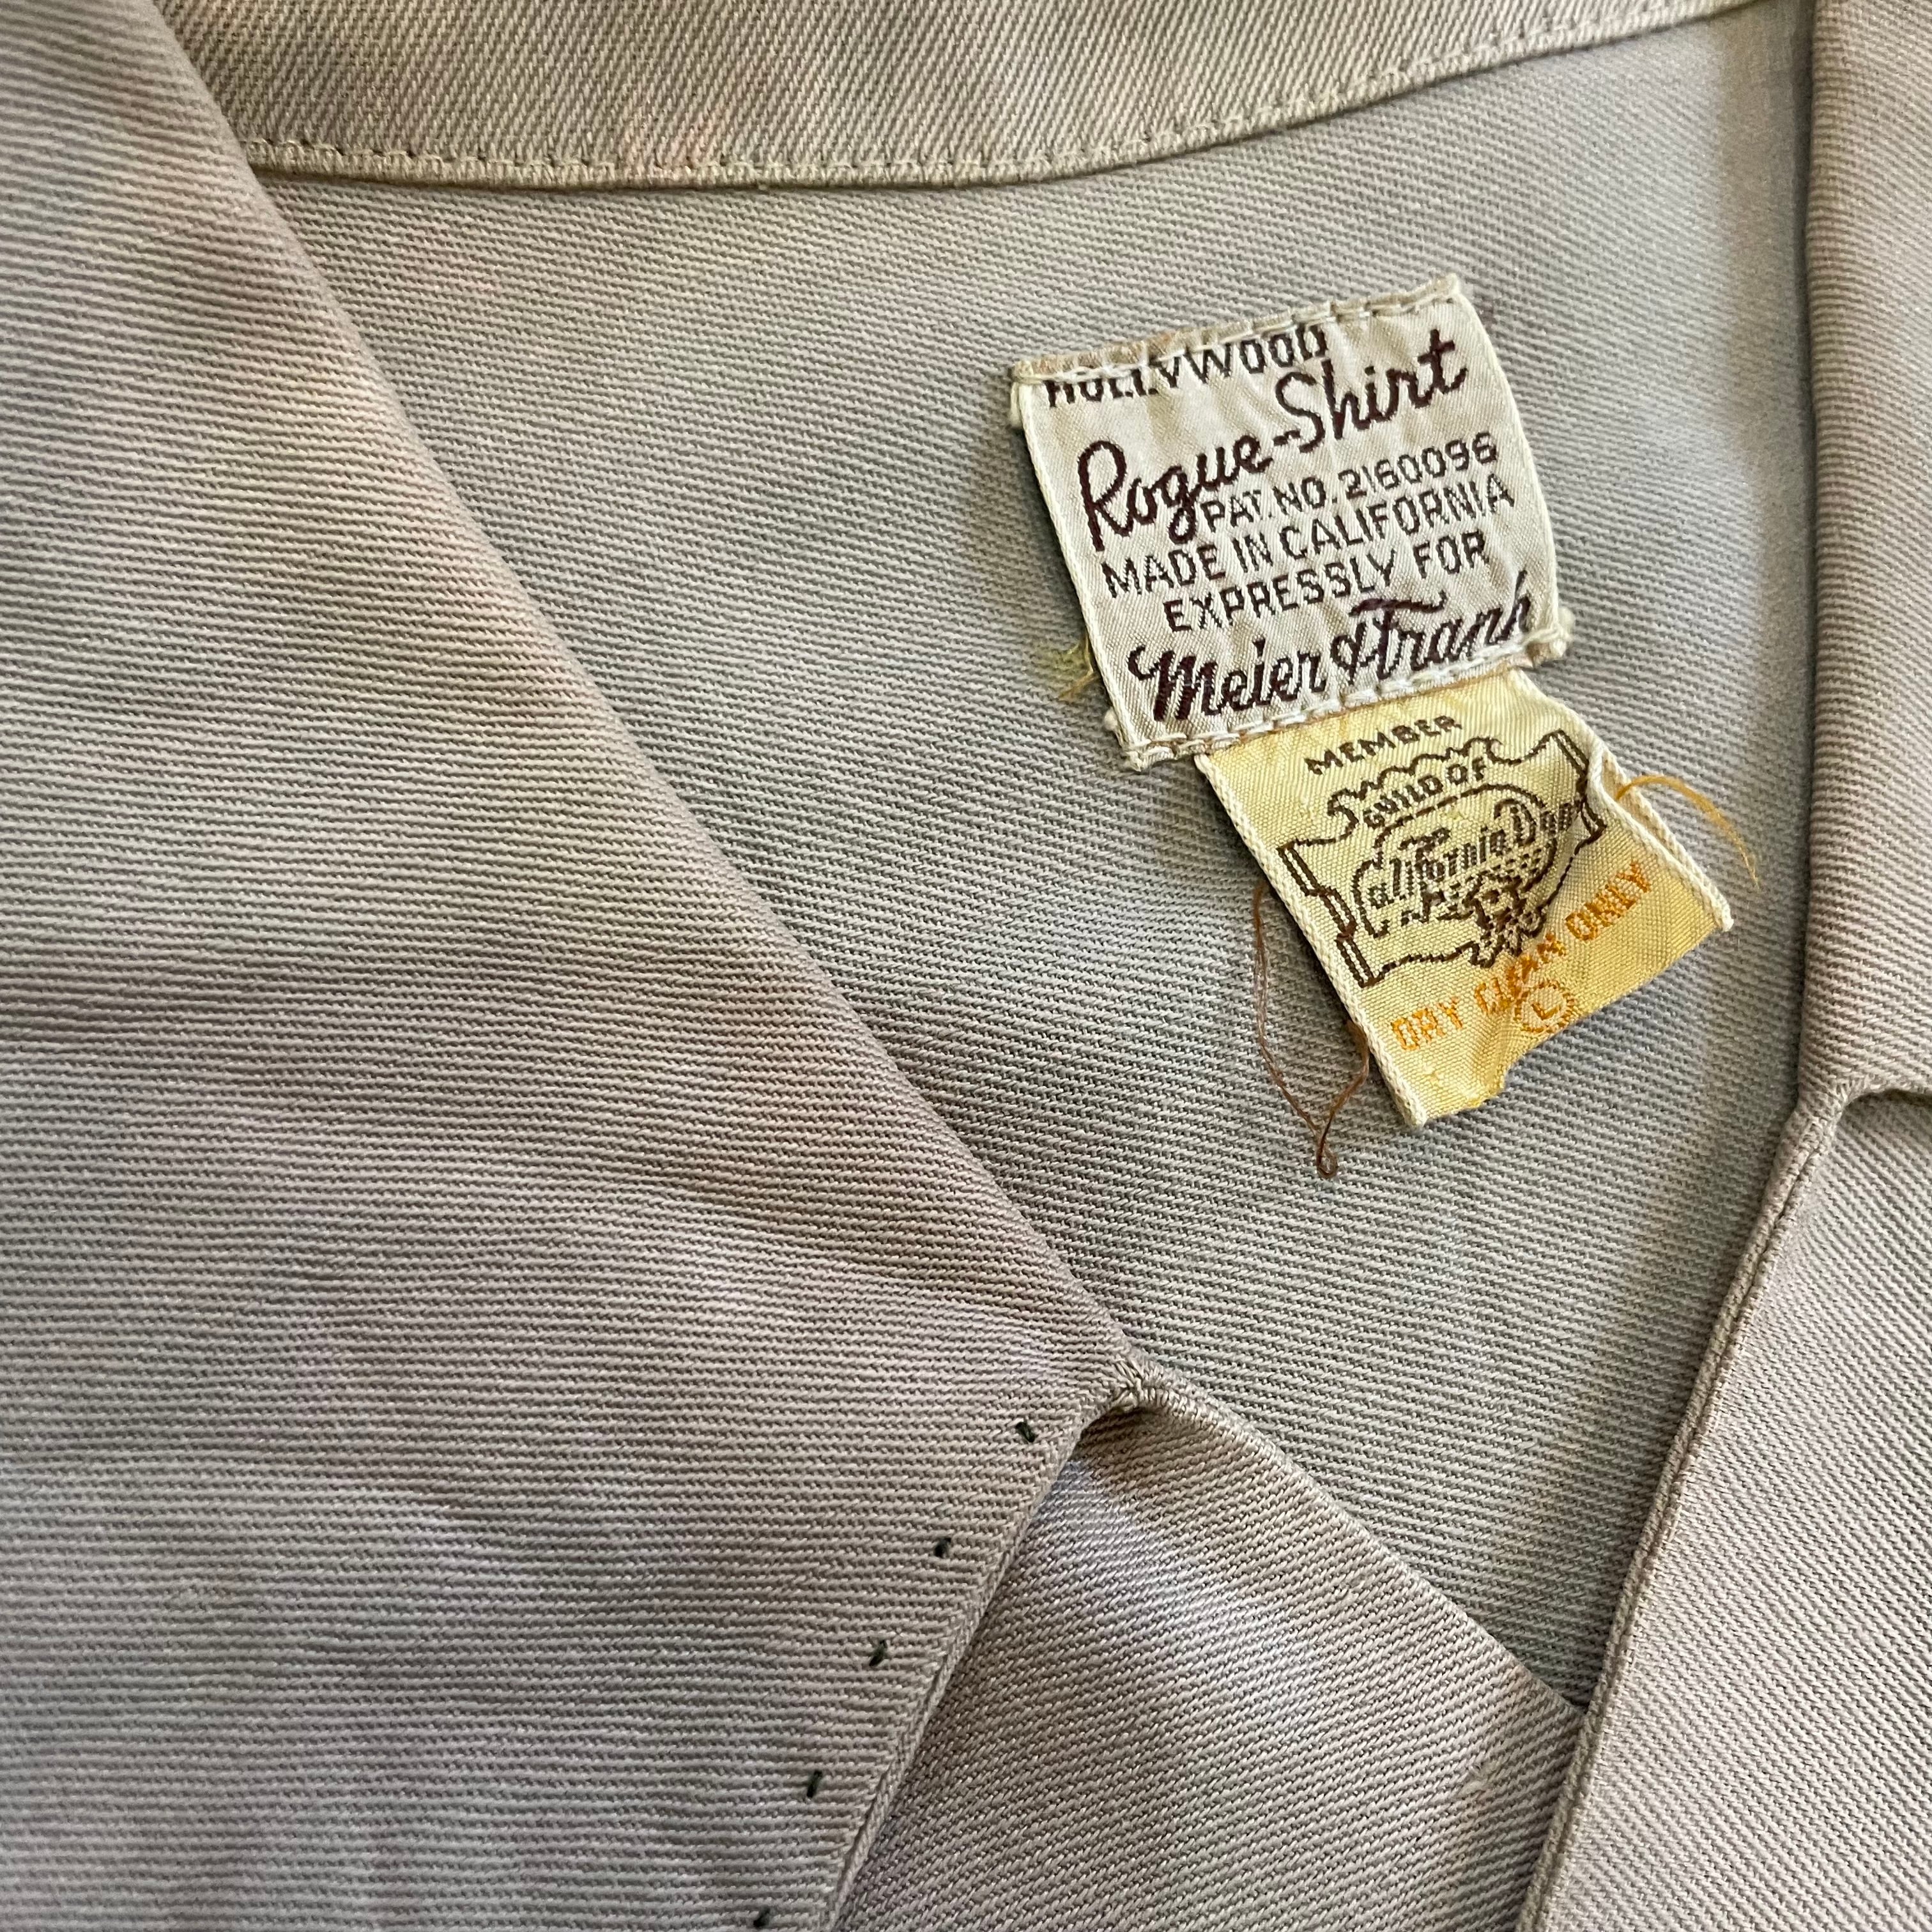 HOLLYWOOD
Rogue-Shirt
PAT. NO. 2160096
MADE IN CALIFORNIA
EXPRESSLY FOR
Meier & Frank
MEMBER
GUILD OF
California
DRY CLEAN ONLY
L